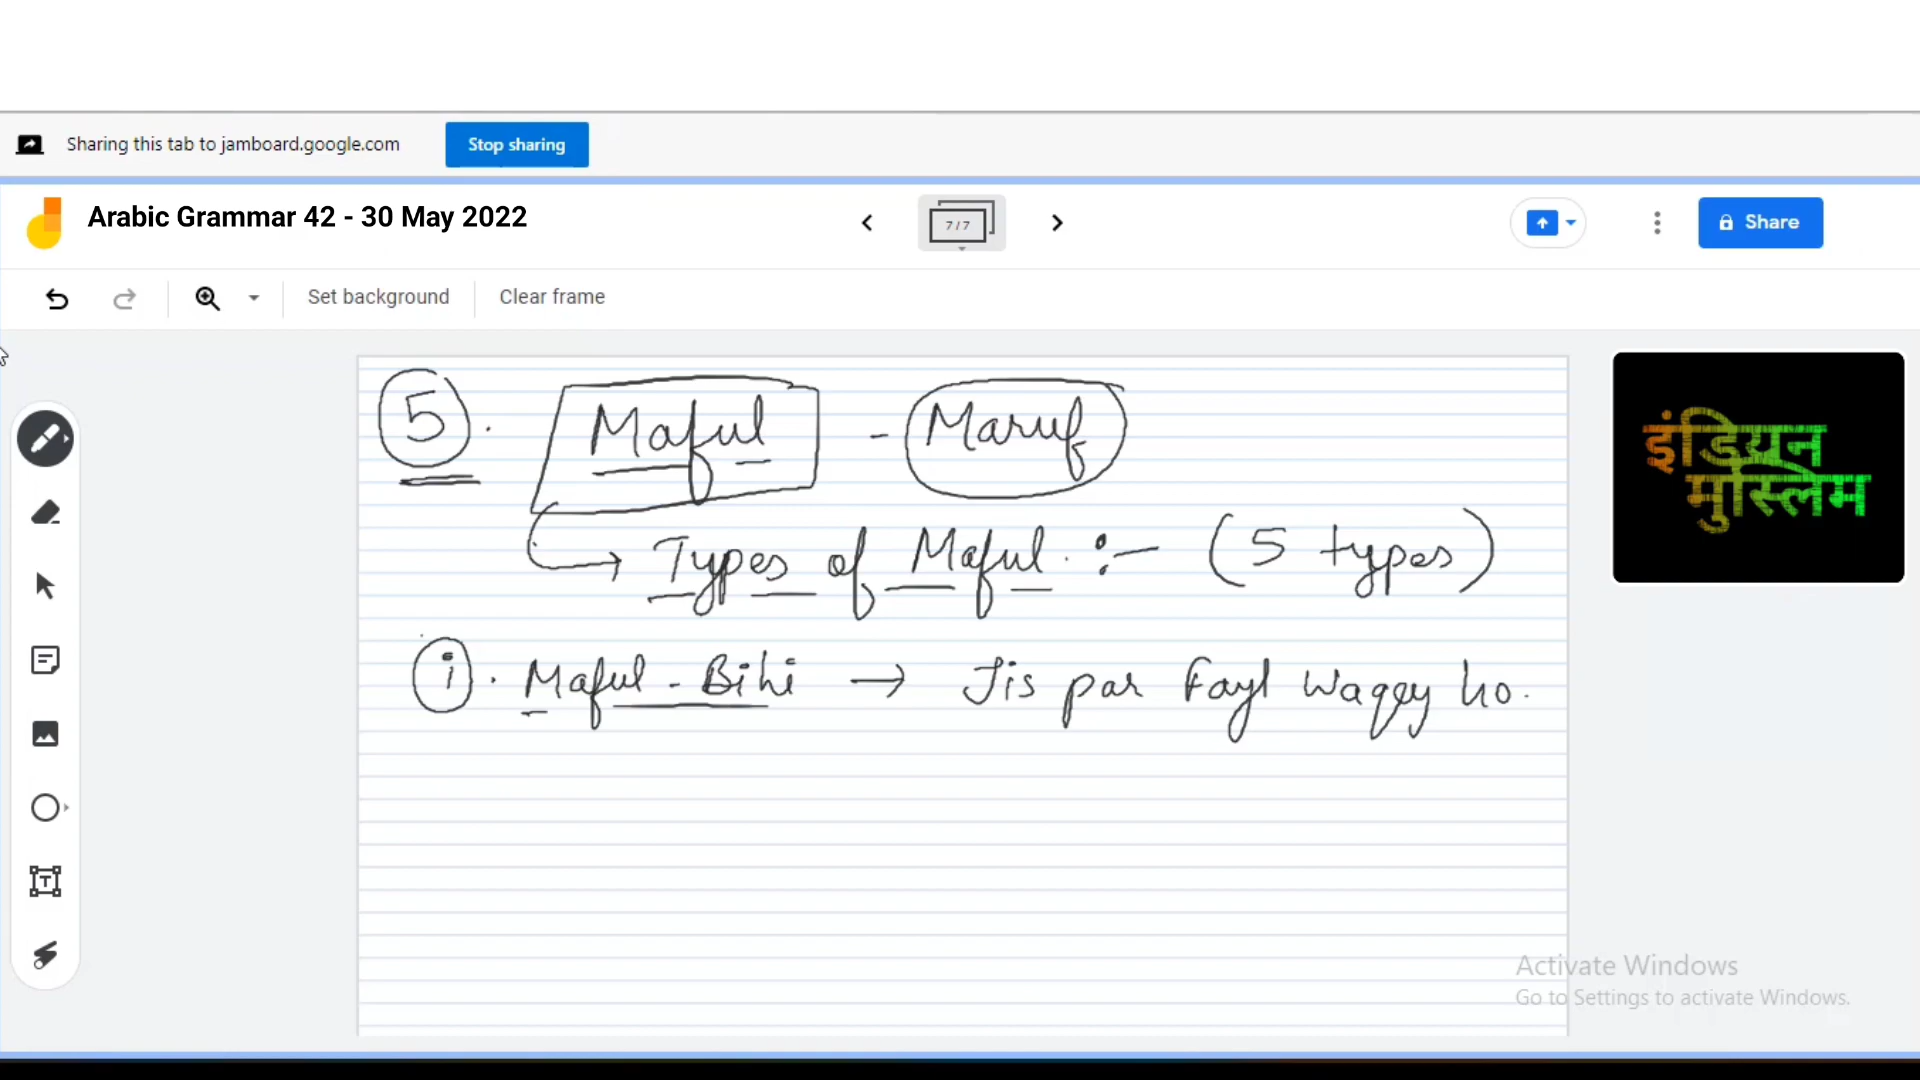 Sharing this tab to jamboard.google.com
Stop sharing
Arabic Grammar 42 - 30 May 2022
7 / 7
Share
Set background
Clear frame
5. Maful - Maruf
Types of Maful :- (5 types)
i. Maful - Bihi → Jis par fayl waqey ho.
इंडियन
मुस्लिम
Activate Windows
Go to Settings to activate Windows.